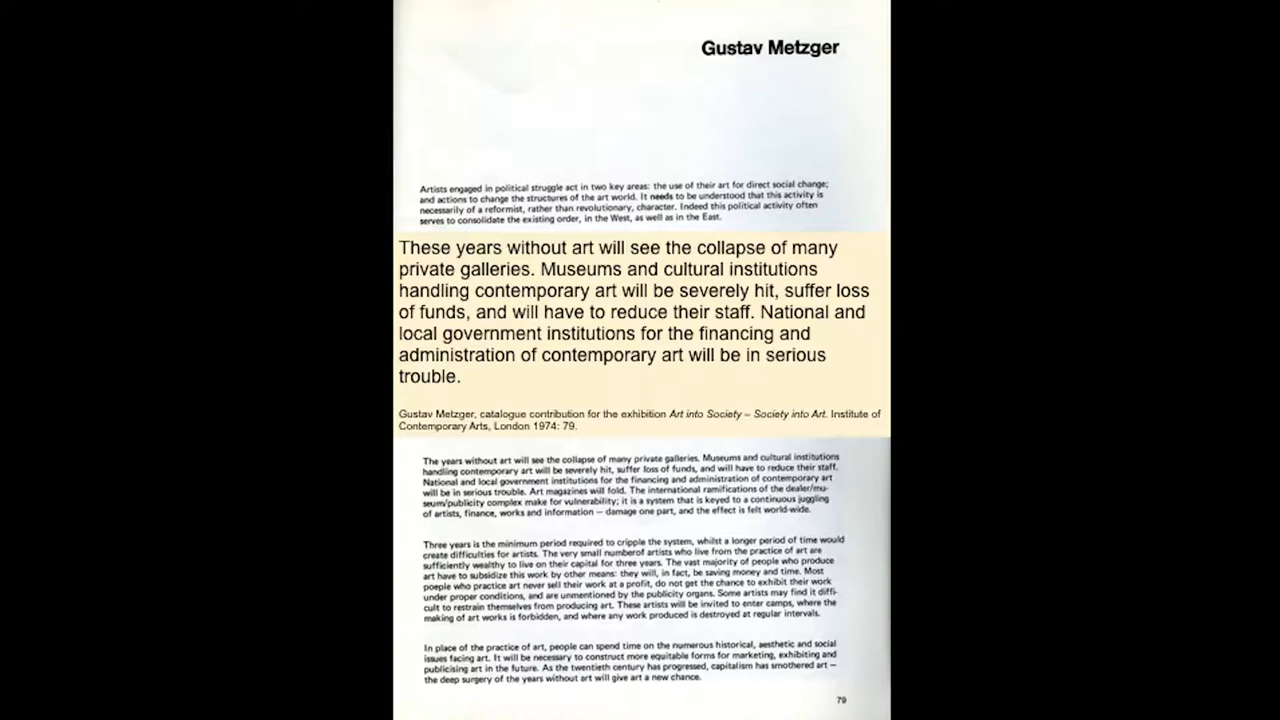 Gustav Metzger
Artists engaged in political struggle act in two key areas: the use of their art for direct social change;
and actions to change the structures of the art world. It needs to be understood that this activity is
necessarily of a reformist, rather than revolutionary, character. Indeed this political activity often
serves to consolidate the existing order, in the West, as well as in the East.
These years without art will see the collapse of many
private galleries. Museums and cultural institutions
handling contemporary art will be severely hit, suffer loss
of funds, and will have to reduce their staff. National and
local government institutions for the financing and
administration of contemporary art will be in serious
trouble.
Gustav Metzger, catalogue contribution for the exhibition Art into Society – Society into Art. Institute of
Contemporary Arts, London 1974: 79.
The years without art will see the collapse of many private galleries. Museums and cultural institutions
handling contemporary art will be severely hit, suffer loss of funds, and will have to reduce their staff.
National and local government institutions for the financing and administration of contemporary art
will be in serious trouble. Art magazines will fold. The international ramifications of the dealer/mu-
seum/publicity complex make for vulnerability; it is a system that is keyed to a continuous juggling
of artists, finance, works and information – damage one part, and the effect is felt world-wide.
Three years is the minimum period required to cripple the system, whilst a longer period of time would
create difficulties for artists. The very small numberof artists who live from the practice of art are
sufficiently wealthy to live on their capital for three years. The vast majority of people who produce
art have to subsidize this work by other means: they will, in fact, be saving money and time. Most
poeple who practice art never sell their work at a profit, do not get the chance to exhibit their work
under proper conditions, and are unmentioned by the publicity organs. Some artists may find it diffi-
cult to restrain themselves from producing art. These artists will be invited to enter camps, where the
making of art works is forbidden, and where any work produced is destroyed at regular intervals.
In place of the practice of art, people can spend time on the numerous historical, aesthetic and social
issues facing art. It will be necessary to construct more equitable forms for marketing, exhibiting and
publicising art in the future. As the twentieth century has progressed, capitalism has smothered art –
the deep surgery of the years without art will give art a new chance.
79